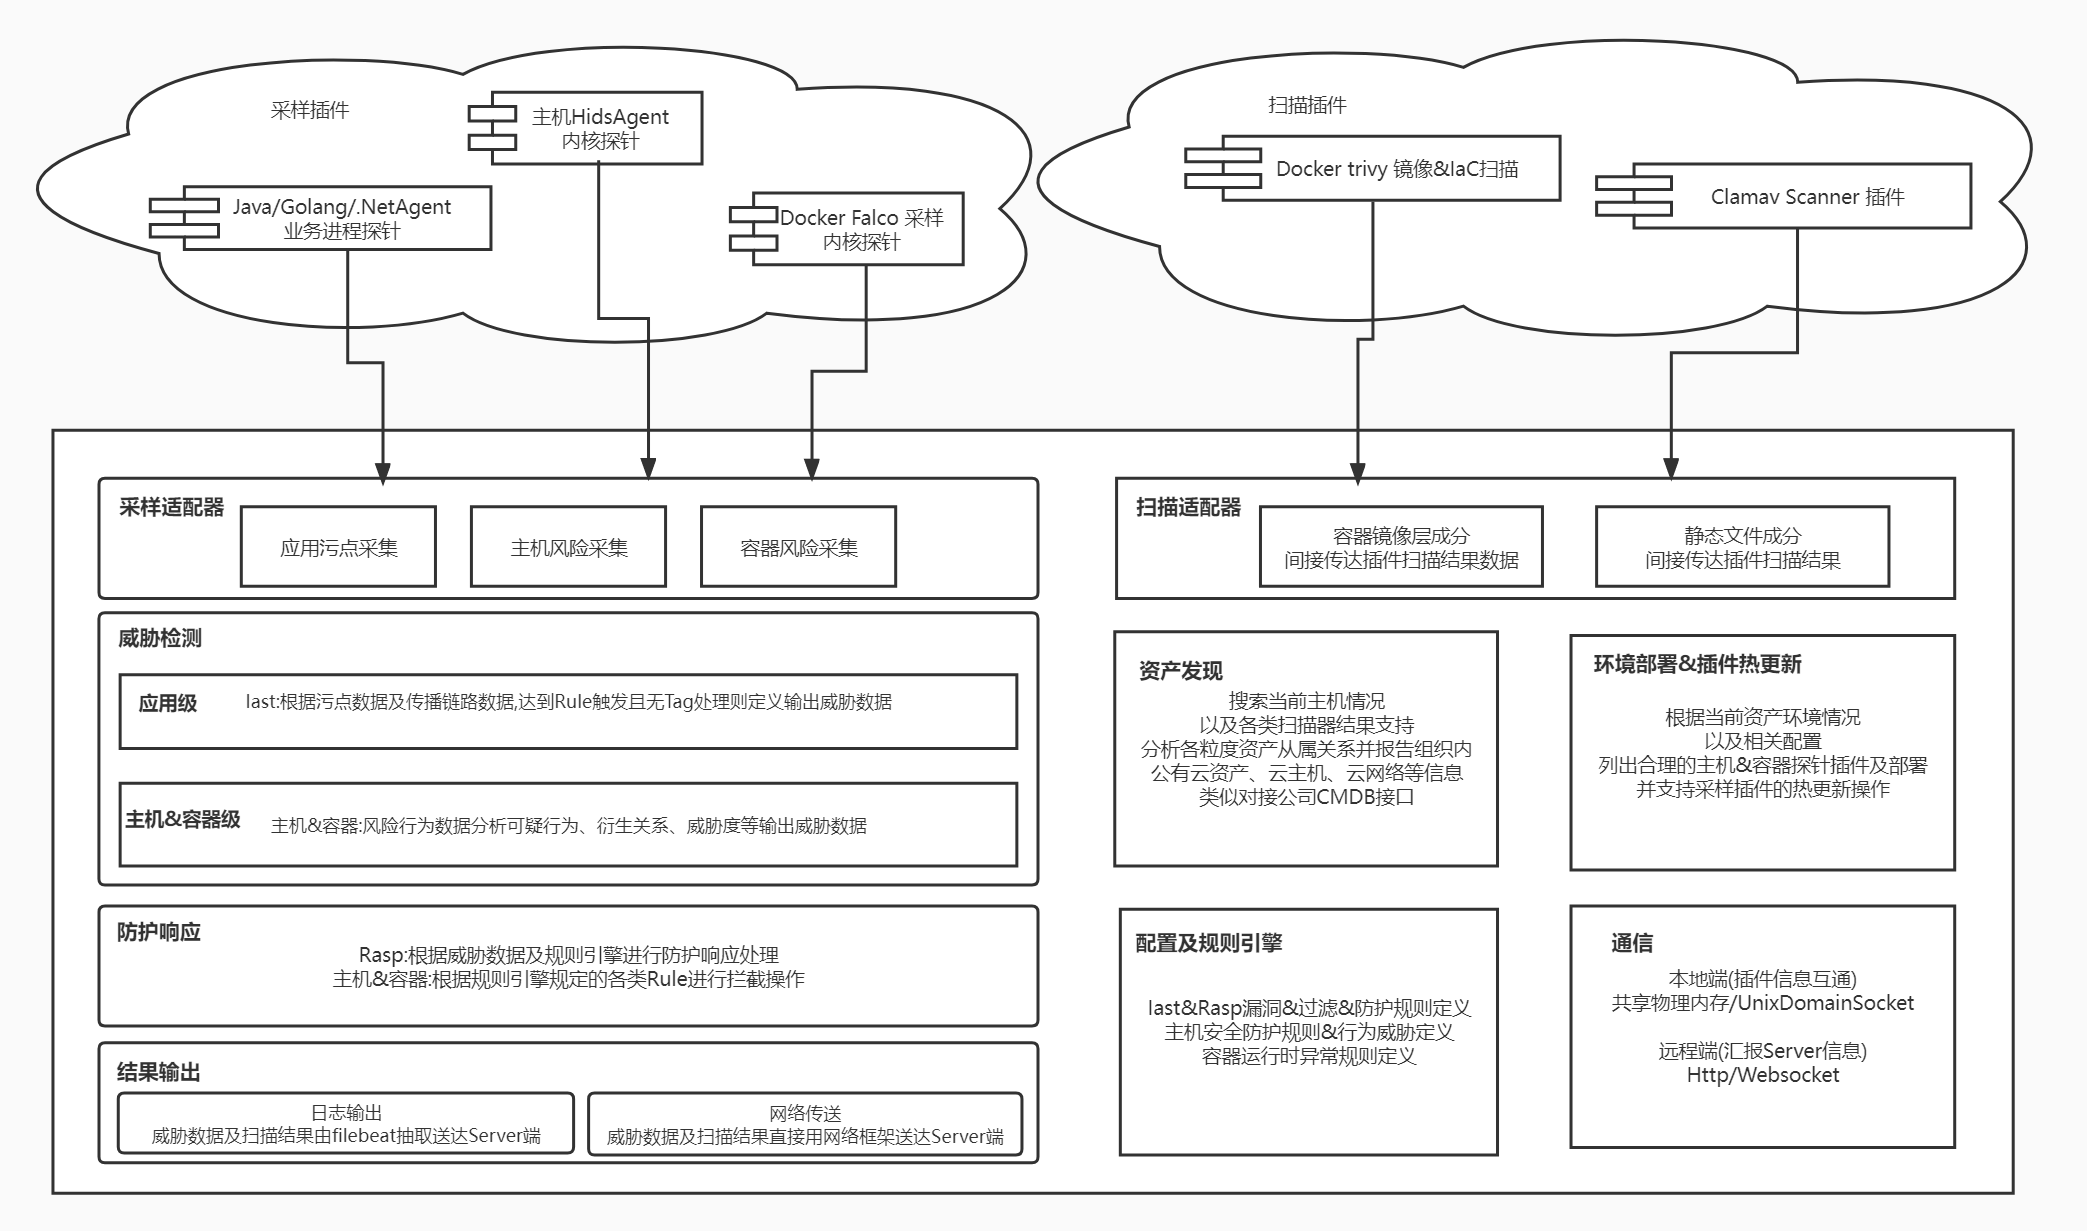 采样插件
主机HidsAgent
内核探针
Java/Golang/.NetAgent
业务进程探针
Docker Falco 采样
内核探针
扫描插件
Docker trivy 镜像&IaC扫描
Clamav Scanner 插件
采样适配器
应用污点采集
主机风险采集
容器风险采集
扫描适配器
容器镜像层成分
间接传达插件扫描结果数据
静态文件成分
间接传达插件扫描结果
威胁检测
应用级
Iast:根据污点数据及传播链路数据,达到Rule触发且无Tag处理则定义输出威胁数据
主机&容器级
主机&容器:风险行为数据分析可疑行为、衍生关系、威胁度等输出威胁数据
资产发现
搜索当前主机情况
以及各类扫描器结果支持
分析各粒度资产从属关系并报告组织内
公有云资产、云主机、云网络等信息
类似对接公司CMDB接口
环境部署&插件热更新
根据当前资产环境情况
以及相关配置
列出合理的主机&容器探针插件及部署
并支持采样插件的热更新操作
防护响应
Rasp:根据威胁数据及规则引擎进行防护响应处理
主机&容器:根据规则引擎规定的各类Rule进行拦截操作
配置及规则引擎
Iast&Rasp漏洞&过滤&防护规则定义
主机安全防护规则&行为威胁定义
容器运行时异常规则定义
通信
本地端(插件信息互通)
共享物理内存/UnixDomainSocket
远程端(汇报Server信息)
Http/Websocket
结果输出
日志输出
威胁数据及扫描结果由filebeat抽取送达Server端
网络传送
威胁数据及扫描结果直接用网络框架送达Server端